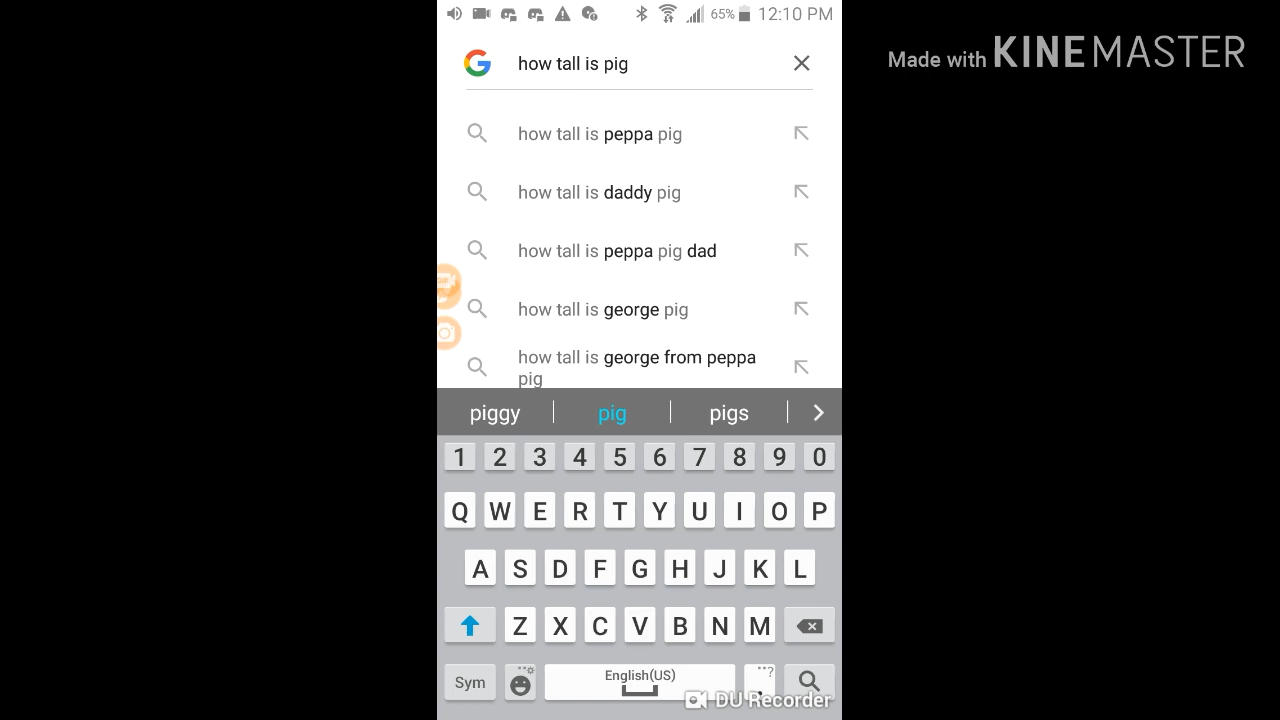 65% 12:10 PM
Made with KINEMASTER
G how tall is pig
how tall is peppa pig
how tall is daddy pig
how tall is peppa pig dad
how tall is george pig
how tall is george from peppa
pig
piggy pig pigs
1 2 3 4 5 6 7 8 9 0
Q W E R T Y U I O P
A S D F G H J K L
Z X C V B N M
Sym English(US) . ?
DU Recorder